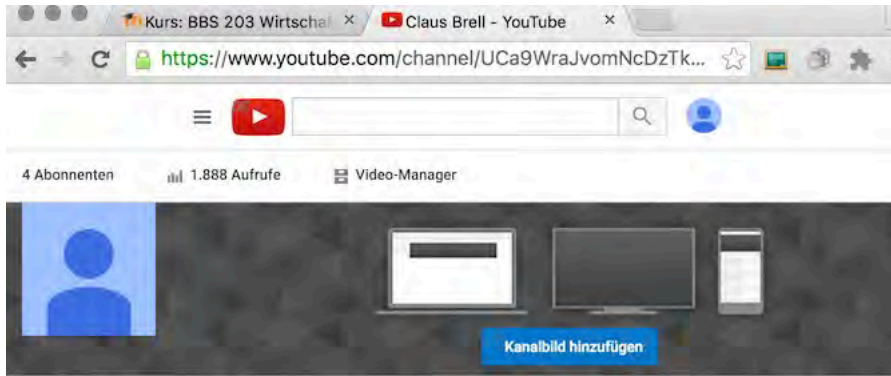 Kurs: BBS 203 Wirtschaf
Claus Brell - YouTube
https://www.youtube.com/channel/UCa9WraJvomNcDzTk...
4 Abonnenten
1.888 Aufrufe
Video-Manager
Kanalbild hinzufügen